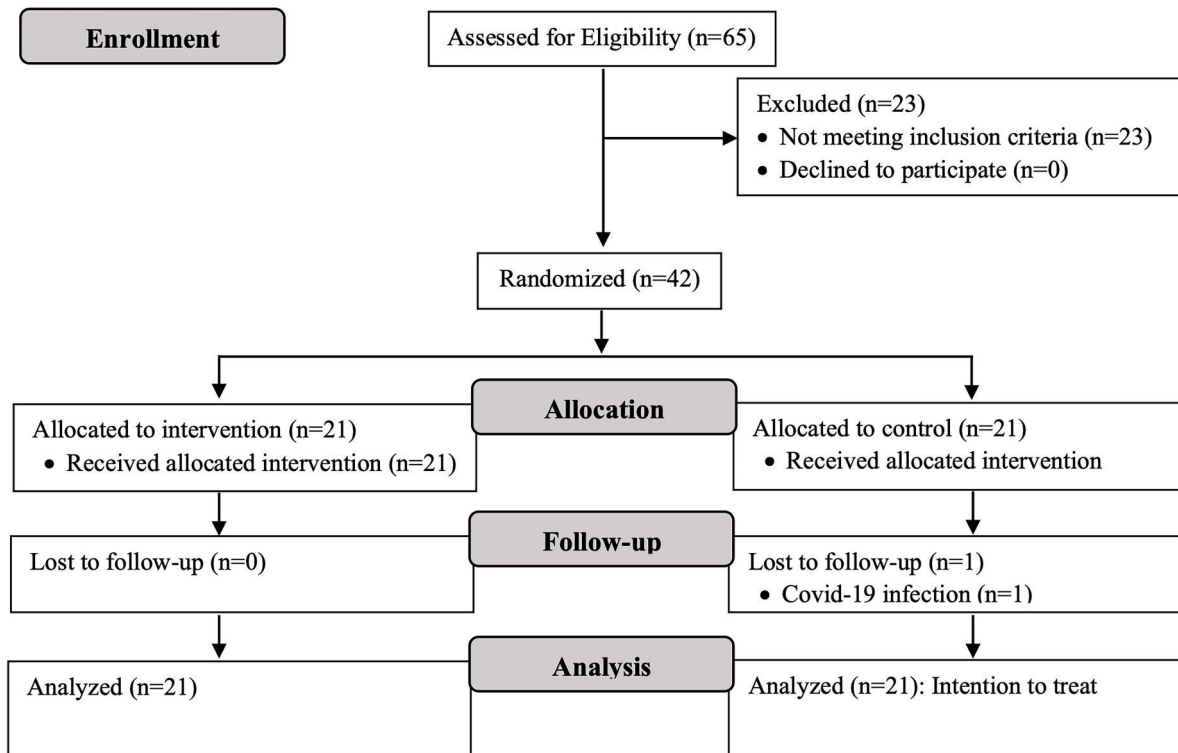 Enrollment
Assessed for Eligibility (n=65)
Excluded (n=23)
• Not meeting inclusion criteria (n=23)
• Declined to participate (n=0)
Randomized (n=42)
Allocation
Allocated to intervention (n=21)
• Received allocated intervention (n=21)
Allocated to control (n=21)
• Received allocated intervention
Follow-up
Lost to follow-up (n=0)
Lost to follow-up (n=1)
• Covid-19 infection (n=1)
Analysis
Analyzed (n=21)
Analyzed (n=21): Intention to treat